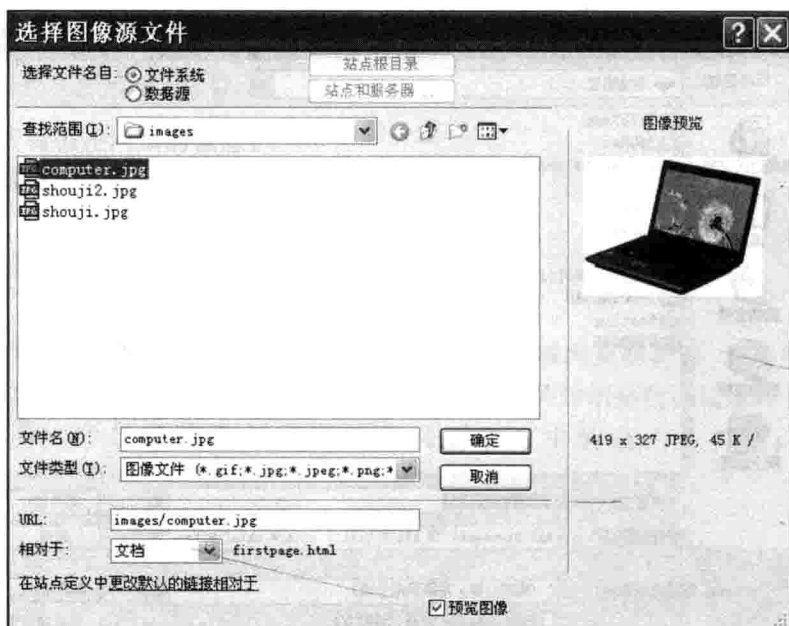 选择图像源文件
选择文件名自: 文件系统 站点根目录
数据源 站点和服务器...
查找范围(I): images
computer.jpg
shouji2.jpg
shouji.jpg
图像预览
文件名(N): computer.jpg 确定
419 x 327 JPEG, 45 K /
文件类型(T): 图像文件 (*.gif;*.jpg;*.jpeg;*.png;* 取消
URL: images/computer.jpg
相对于: 文档 firstpage.html
在站点定义中更改默认的链接相对于
预览图像